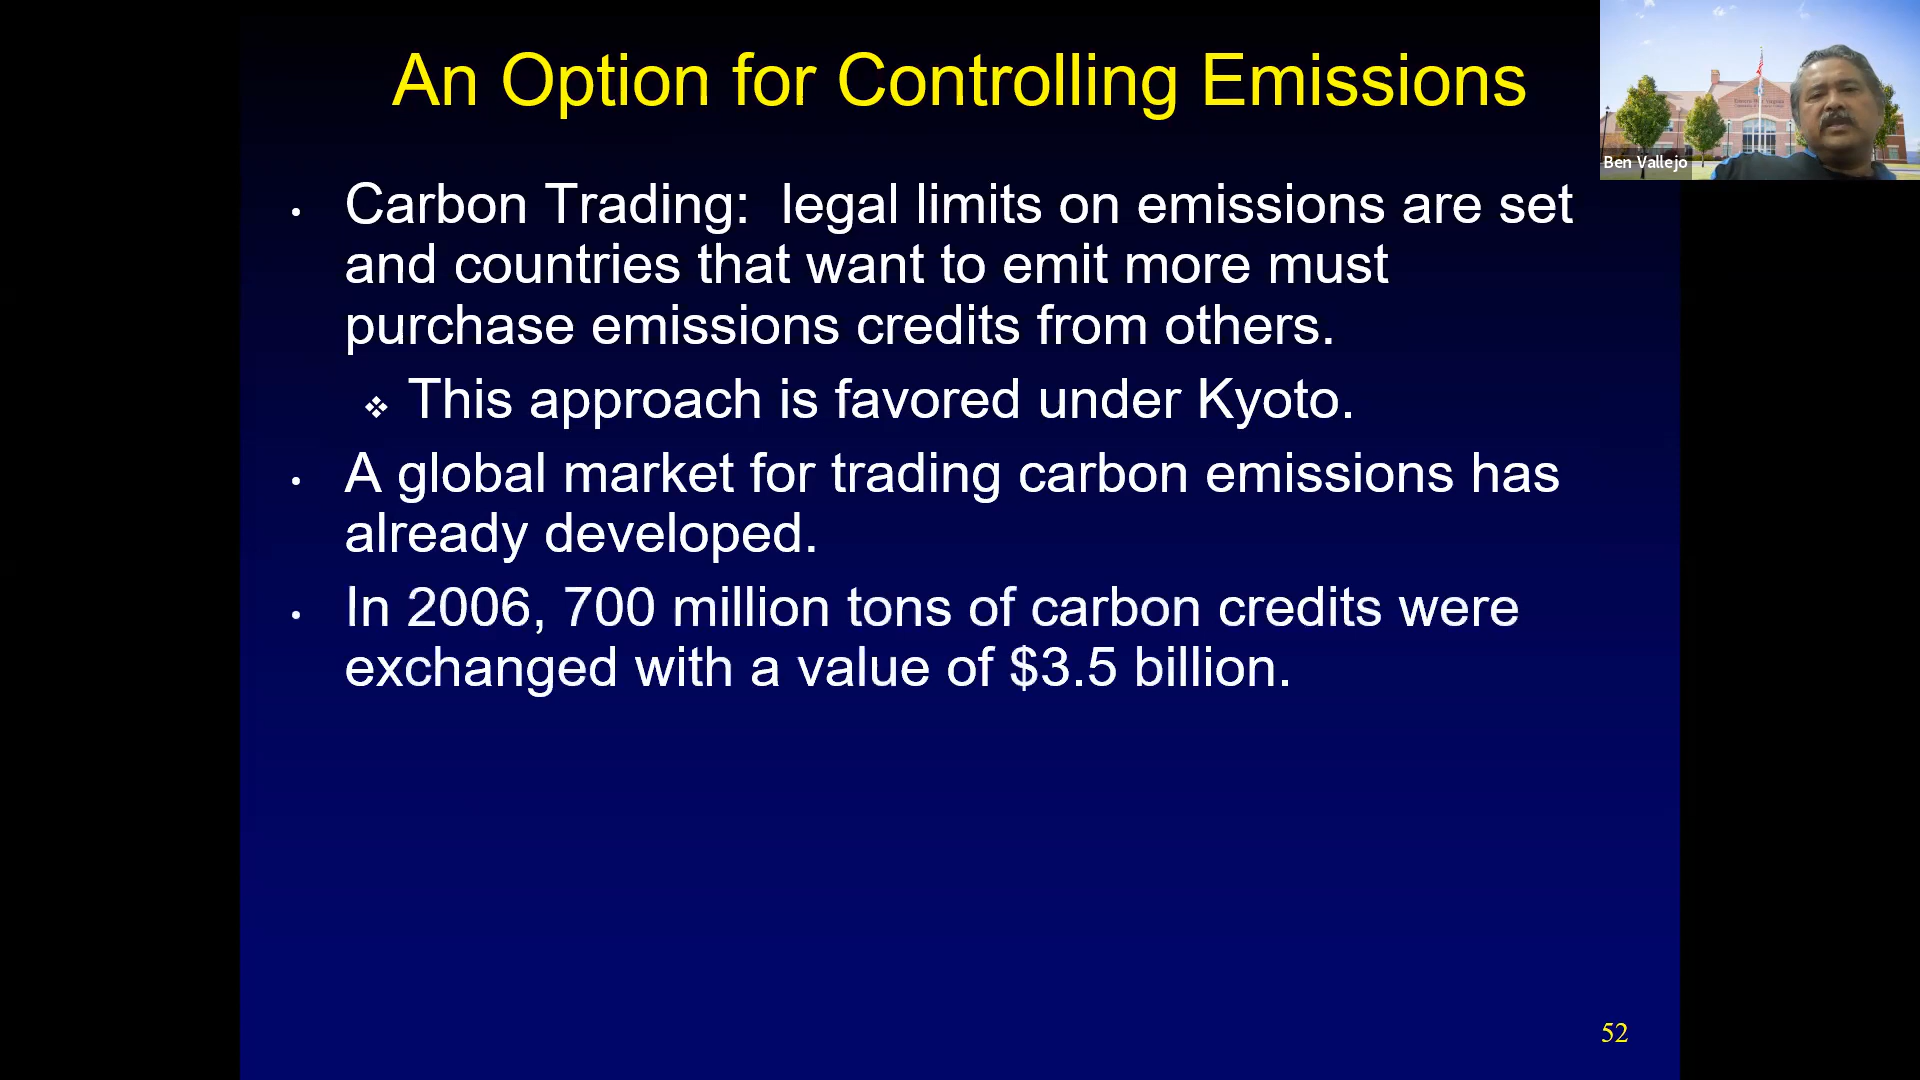 An Option for Controlling Emissions
Ben Vallejo
• Carbon Trading:  legal limits on emissions are set
and countries that want to emit more must
purchase emissions credits from others.
❖ This approach is favored under Kyoto.
• A global market for trading carbon emissions has
already developed.
• In 2006, 700 million tons of carbon credits were
exchanged with a value of $3.5 billion.
52